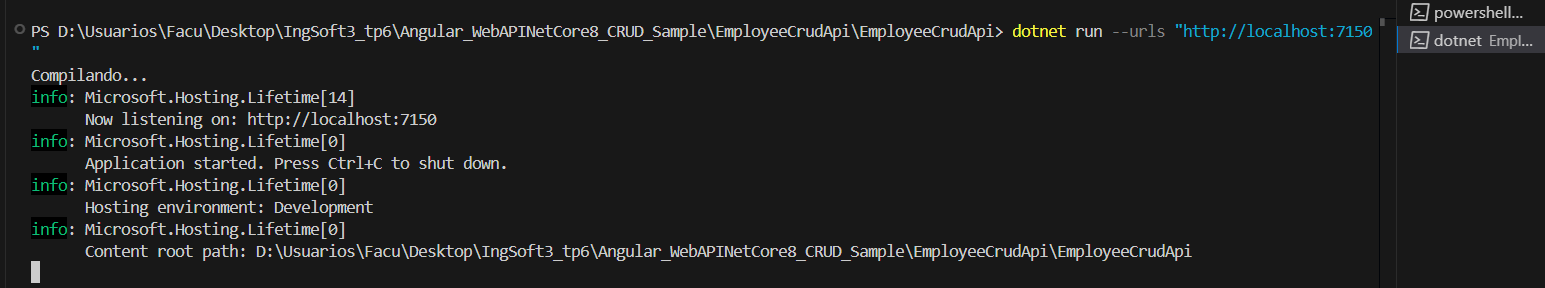 PS D:\Usuarios\Facu\Desktop\IngSoft3_tp6\Angular_WebAPINetCore8_CRUD_Sample\EmployeeCrudApi\EmployeeCrudApi> dotnet run --urls "http://localhost:7150
"
Compilando...
info: Microsoft.Hosting.Lifetime[14]
      Now listening on: http://localhost:7150
info: Microsoft.Hosting.Lifetime[0]
      Application started. Press Ctrl+C to shut down.
info: Microsoft.Hosting.Lifetime[0]
      Hosting environment: Development
info: Microsoft.Hosting.Lifetime[0]
      Content root path: D:\Usuarios\Facu\Desktop\IngSoft3_tp6\Angular_WebAPINetCore8_CRUD_Sample\EmployeeCrudApi\EmployeeCrudApi
powershell...
dotnet Empl...